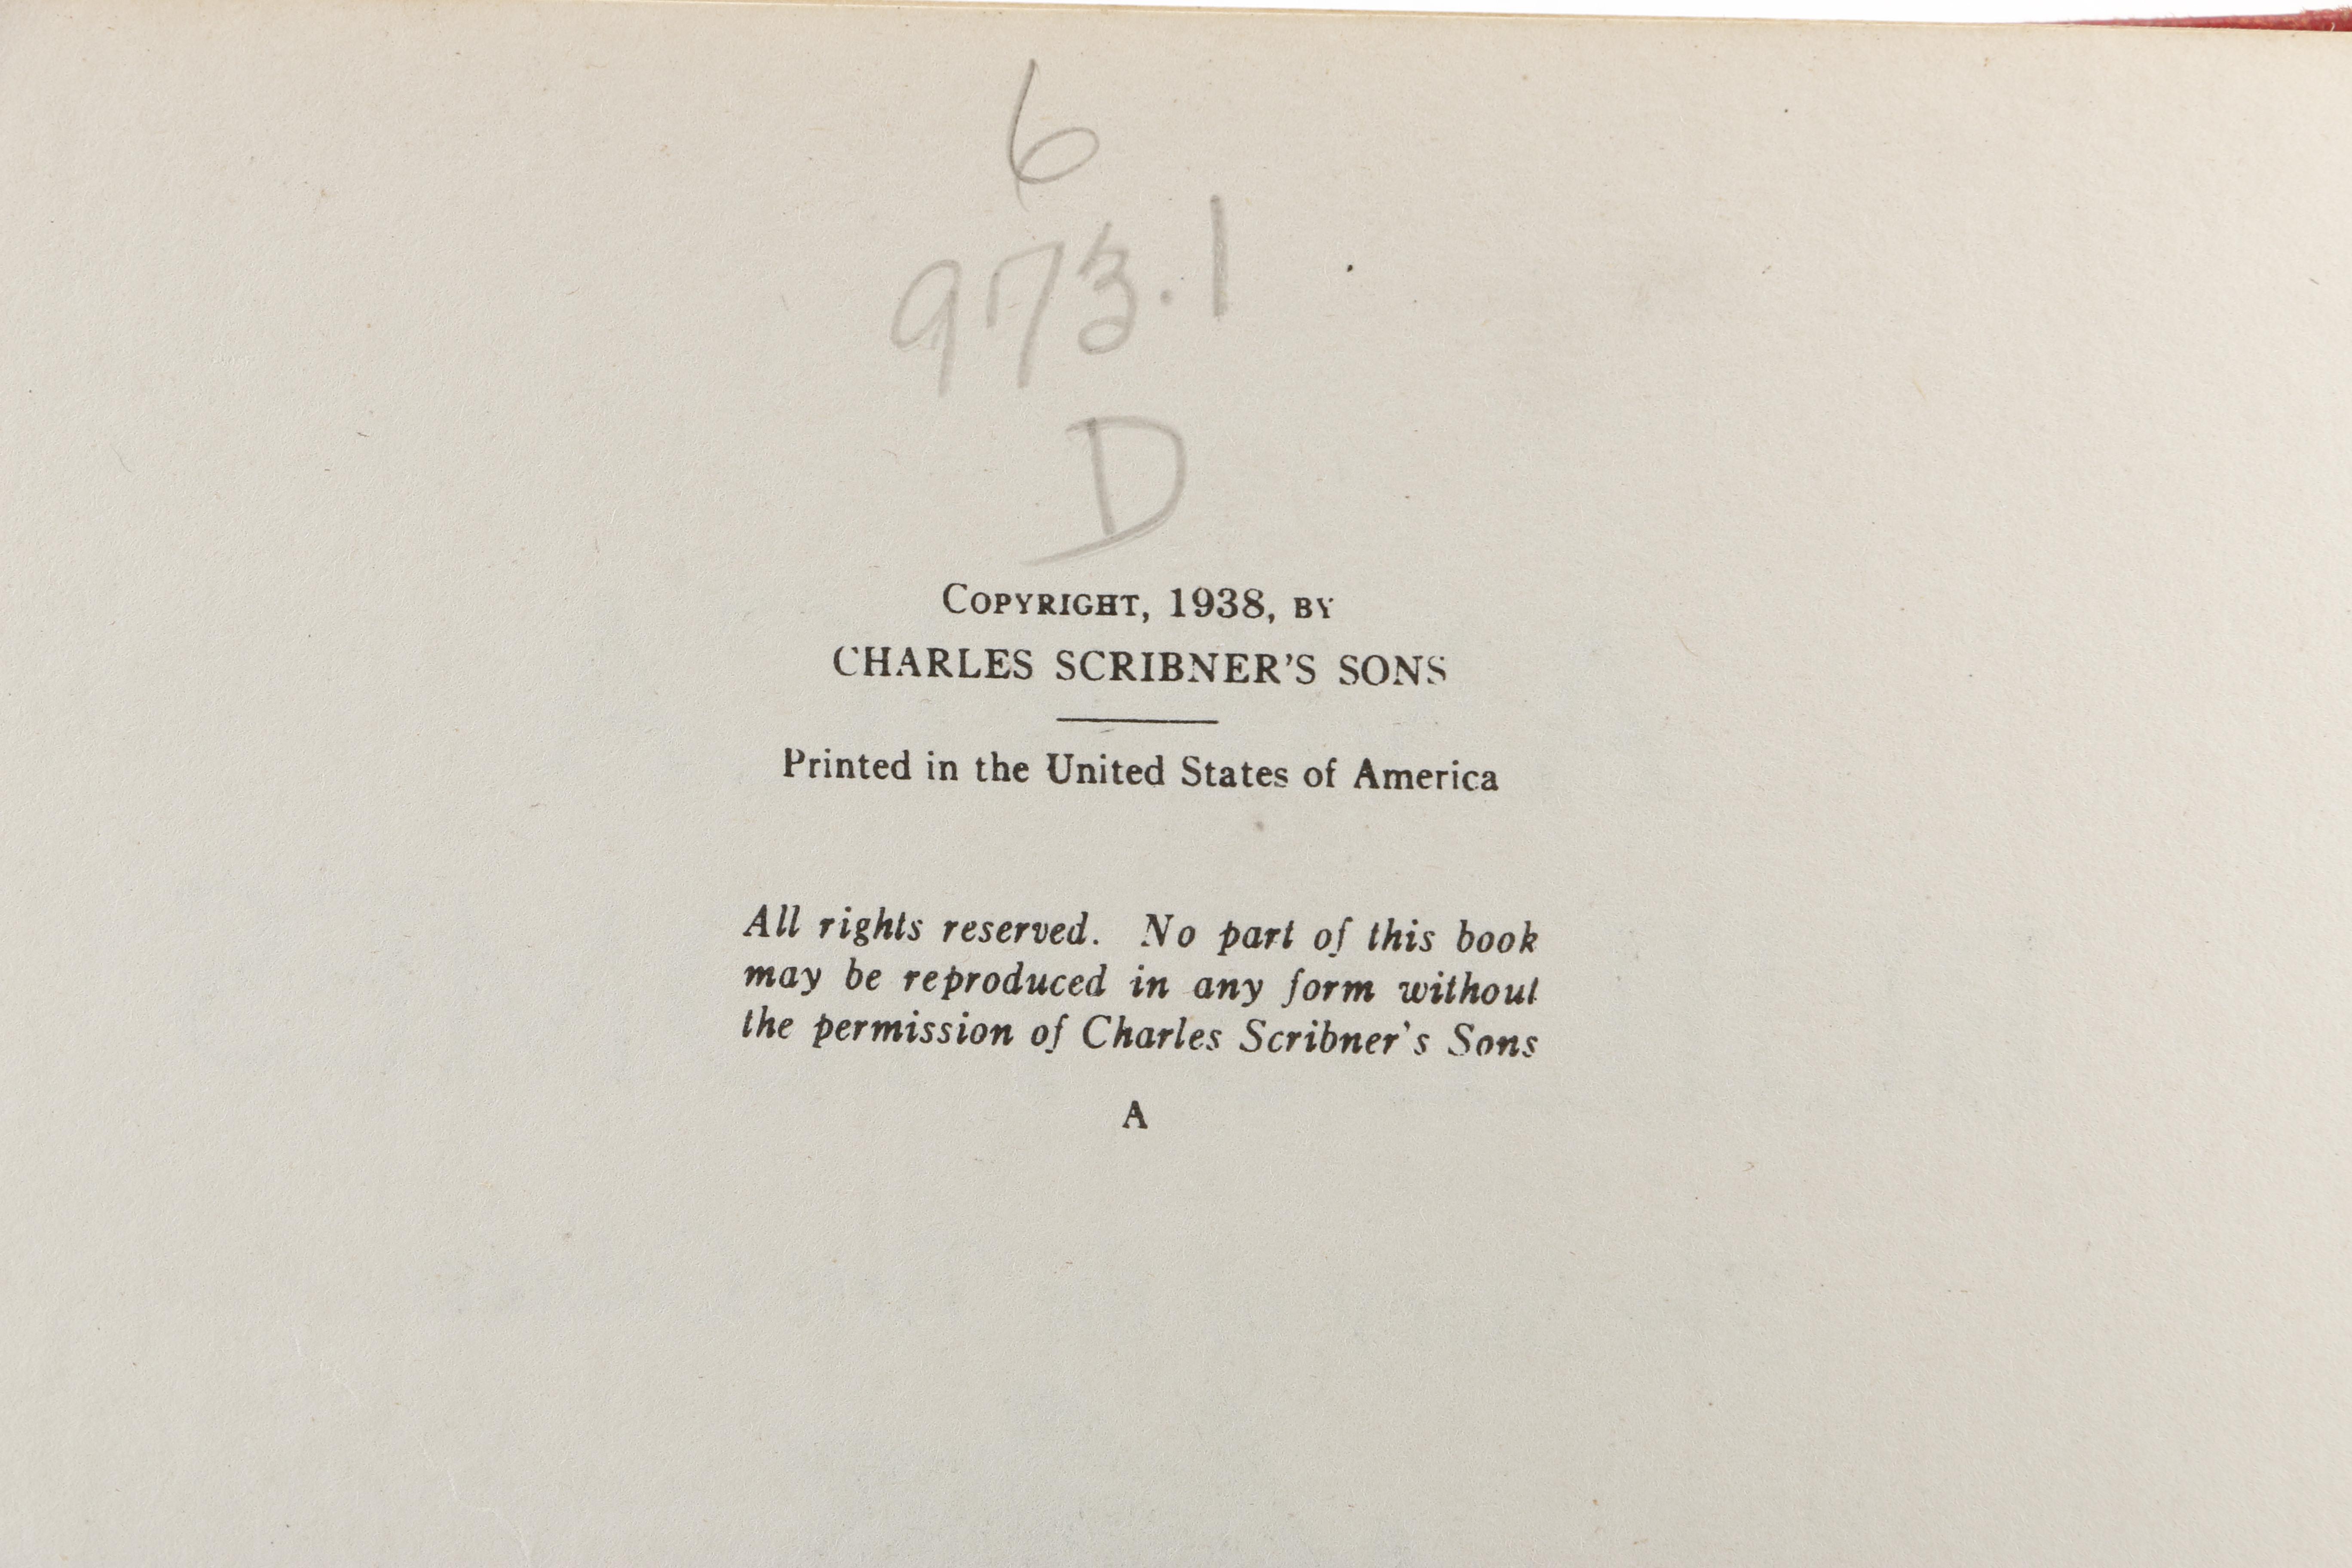 6
973.1
D
COPYRIGHT, 1938, BY
CHARLES SCRIBNER'S SONS
Printed in the United States of America
All rights reserved. No part of this book
may be reproduced in any form without
the permission of Charles Scribner's Sons
A